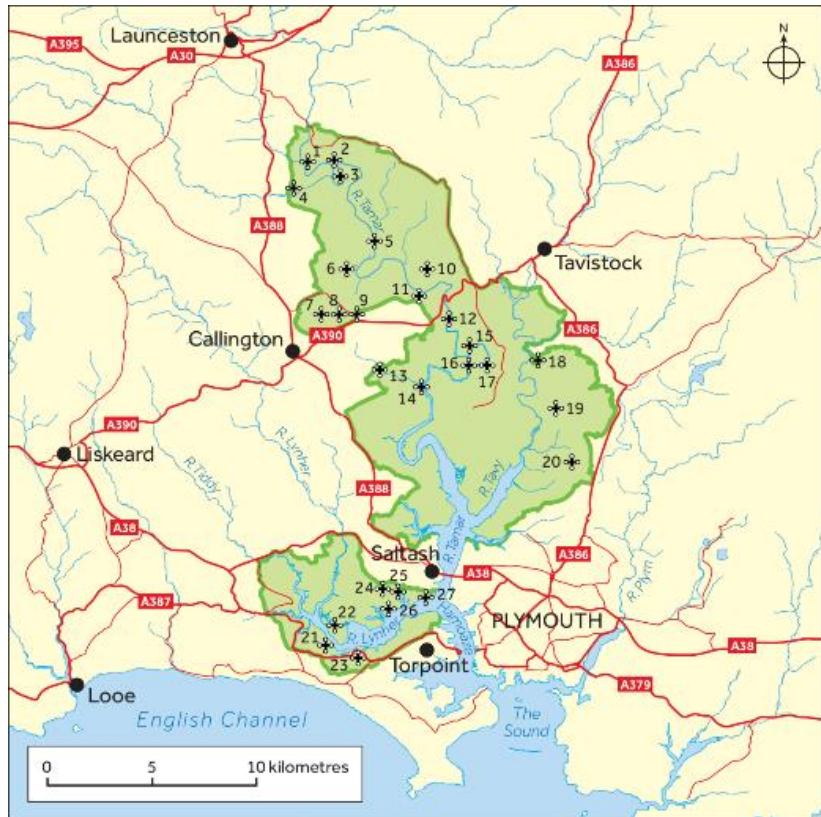 Launceston
A395
A30
A386
N
1
2
3
4
R.Tamar
A388
5
6
10
Tavistock
11
7
8
9
12
A390
Callington
15
A386
16
17
18
13
14
19
A390
Liskeard
R.Lynher
R.Tiddy
20
R.Tavy
A388
A38
R.Tamar
A386
Saltash
A38
R.Plym
24
25
27
A387
26
22
PLYMOUTH
Hamoaze
R.Lynher
21
23
Torpoint
A38
Looe
A379
English Channel
The
Sound
0 5 10 kilometres